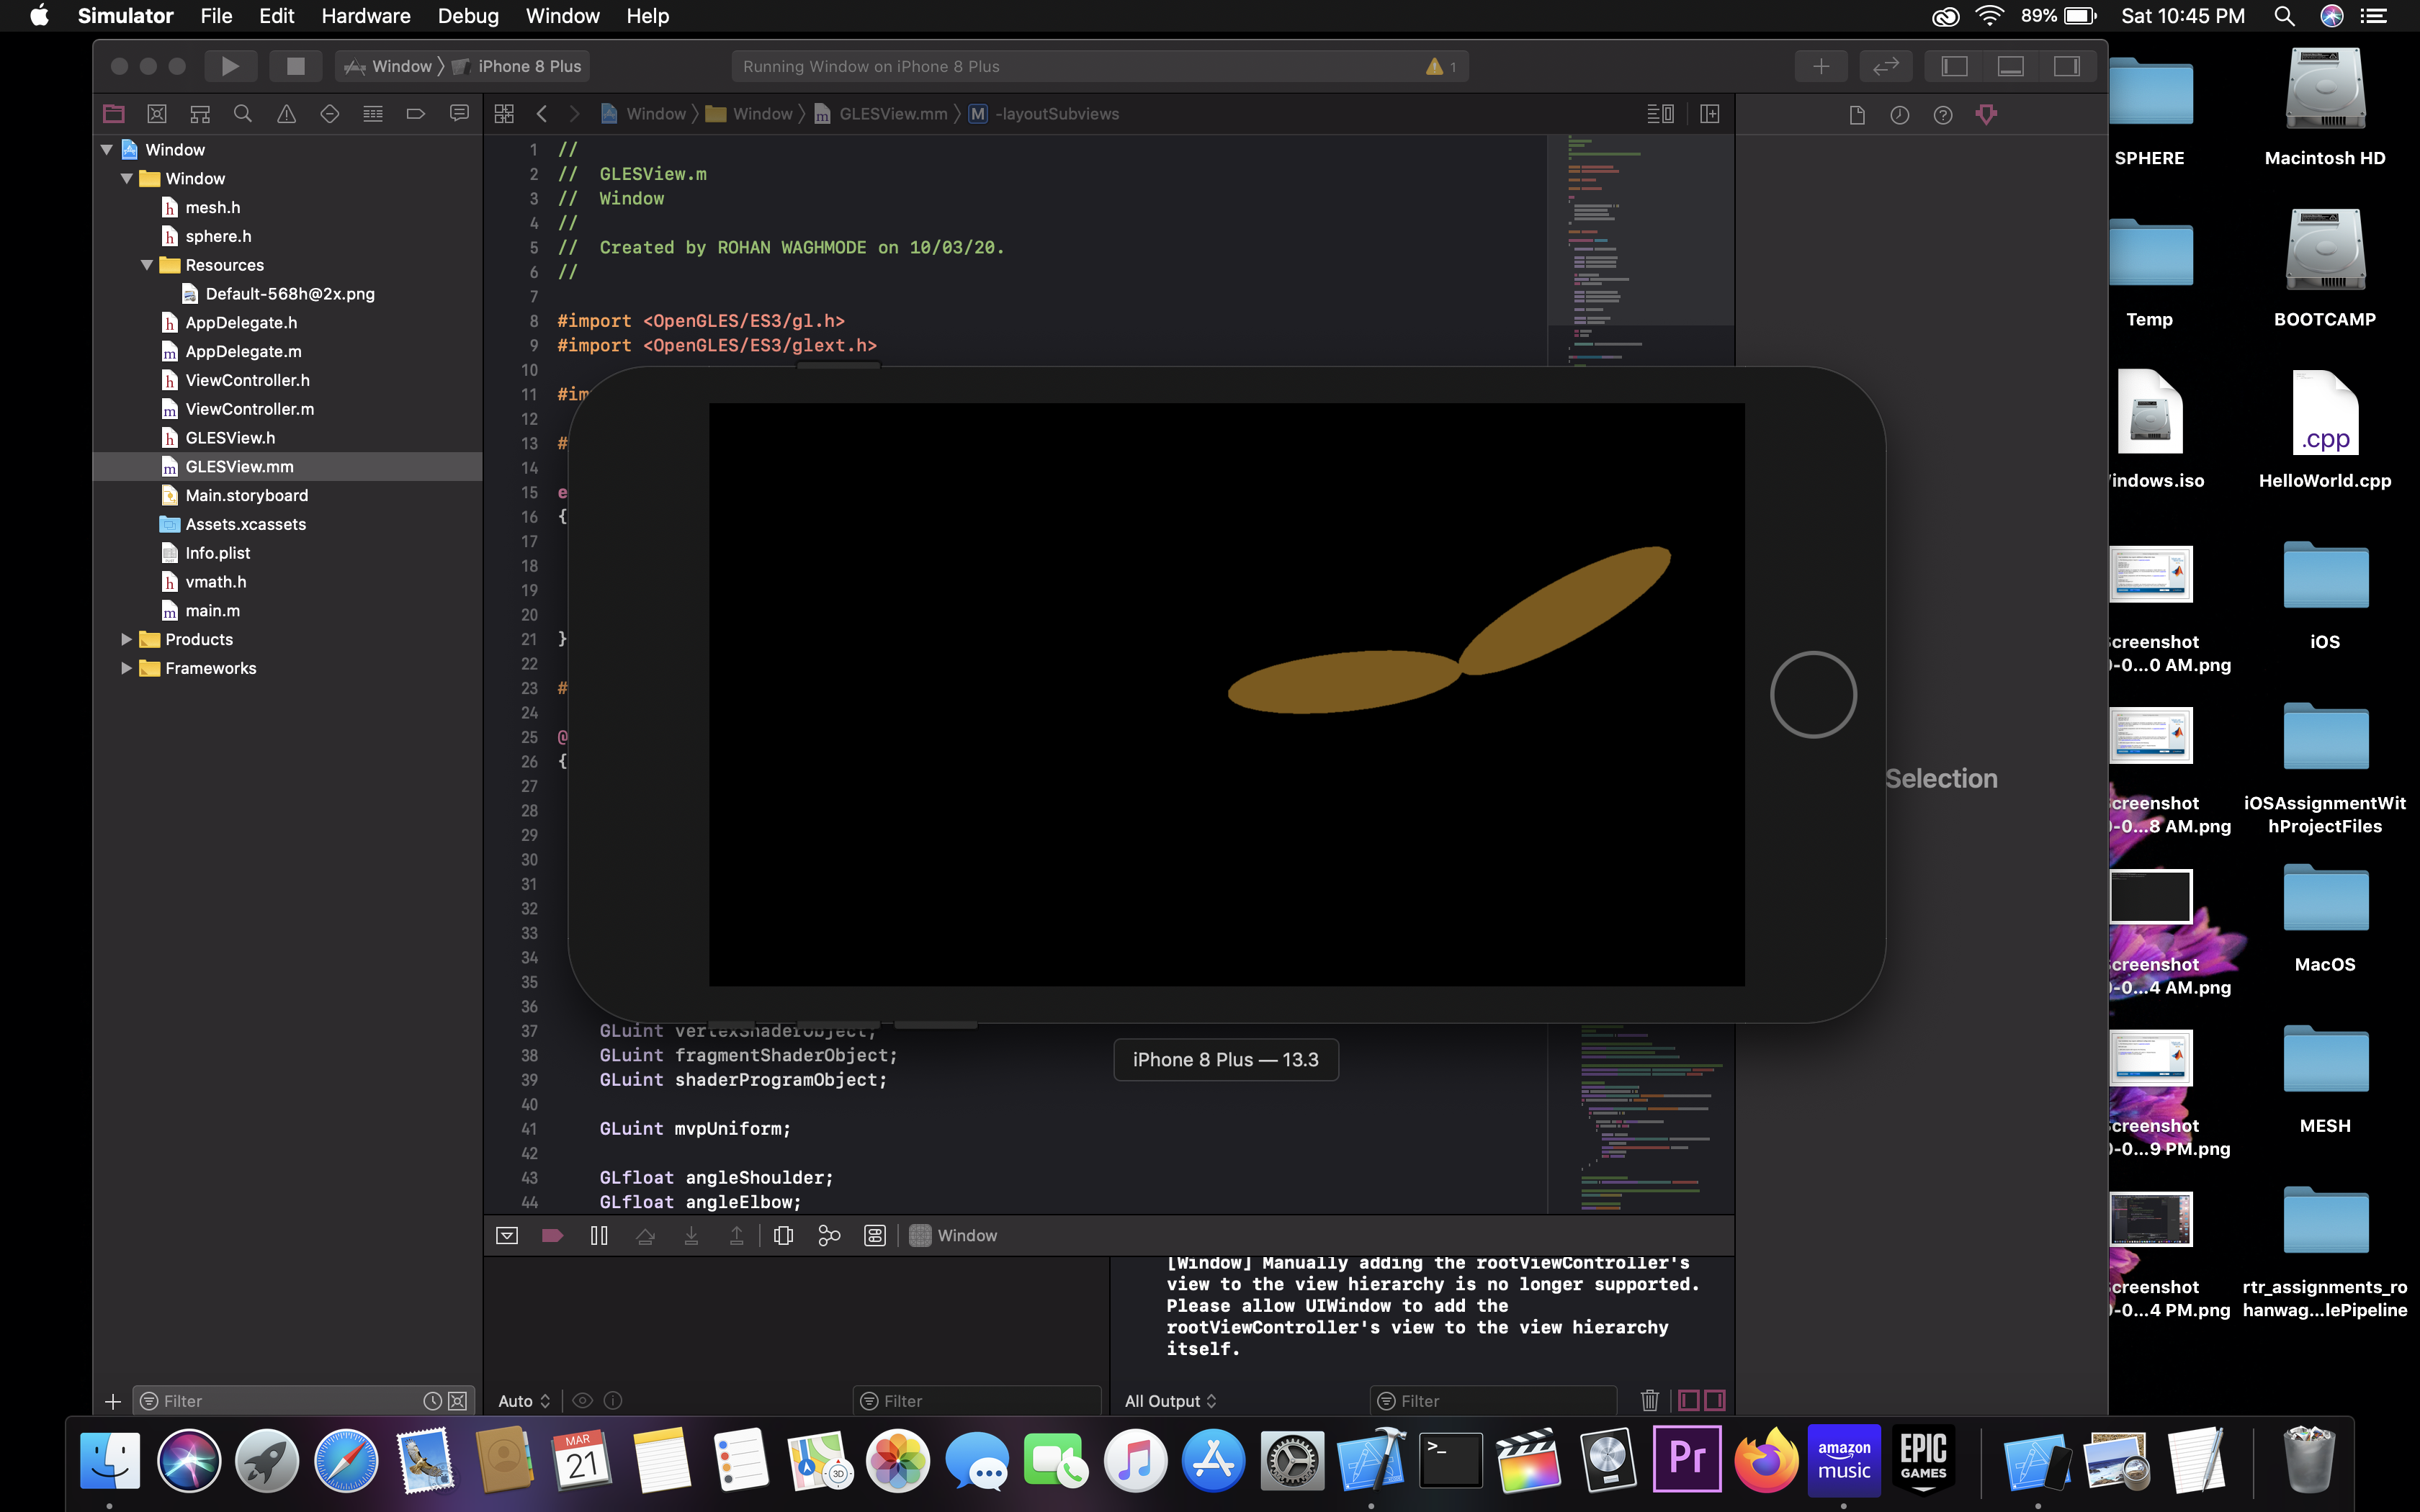 Simulator File Edit Hardware Debug Window Help
89% Sat 10:45 PM
Window iPhone 8 Plus
Running Window on iPhone 8 Plus
1
Window Window GLESView.mm M -layoutSubviews
Window
Window
h mesh.h
h sphere.h
Resources
Default-568h@2x.png
h AppDelegate.h
m AppDelegate.m
h ViewController.h
m ViewController.m
h GLESView.h
m GLESView.mm
Main.storyboard
Assets.xcassets
Info.plist
h vmath.h
m main.m
Products
Frameworks
Filter
1 //
2 // GLESView.m
3 // Window
4 //
5 // Created by ROHAN WAGHMODE on 10/03/20.
6 //
7
8 #import <OpenGLES/ES3/gl.h>
9 #import <OpenGLES/ES3/glext.h>
10
11 #im
12
13 #
14
15 e
16 {
17
18
19
20
21 }
22
23 #
24
25 @
26 {
27
28
29
30
31
32
33
34
35
36
37 GLuint vertexShaderObject;
38 GLuint fragmentShaderObject;
39 GLuint shaderProgramObject;
40
41 GLuint mvpUniform;
42
43 GLfloat angleShoulder;
44 GLfloat angleElbow;
iPhone 8 Plus — 13.3
Selection
Window
[Window] Manually adding the rootViewController's
view to the view hierarchy is no longer supported.
Please allow UIWindow to add the
rootViewController's view to the view hierarchy
itself.
Auto
Filter
All Output
Filter
SPHERE
Macintosh HD
Temp
BOOTCAMP
indows.iso
.cpp
HelloWorld.cpp
creenshot
0-0...0 AM.png
iOS
creenshot
0-0...8 AM.png
iOSAssignmentWit
hProjectFiles
creenshot
0-0...4 AM.png
MacOS
creenshot
0-0...9 PM.png
MESH
creenshot
0-0...4 PM.png
rtr_assignments_ro
hanwag...lePipeline
MAR
21
3D
>_
Pr
amazon
music
EPIC
GAMES